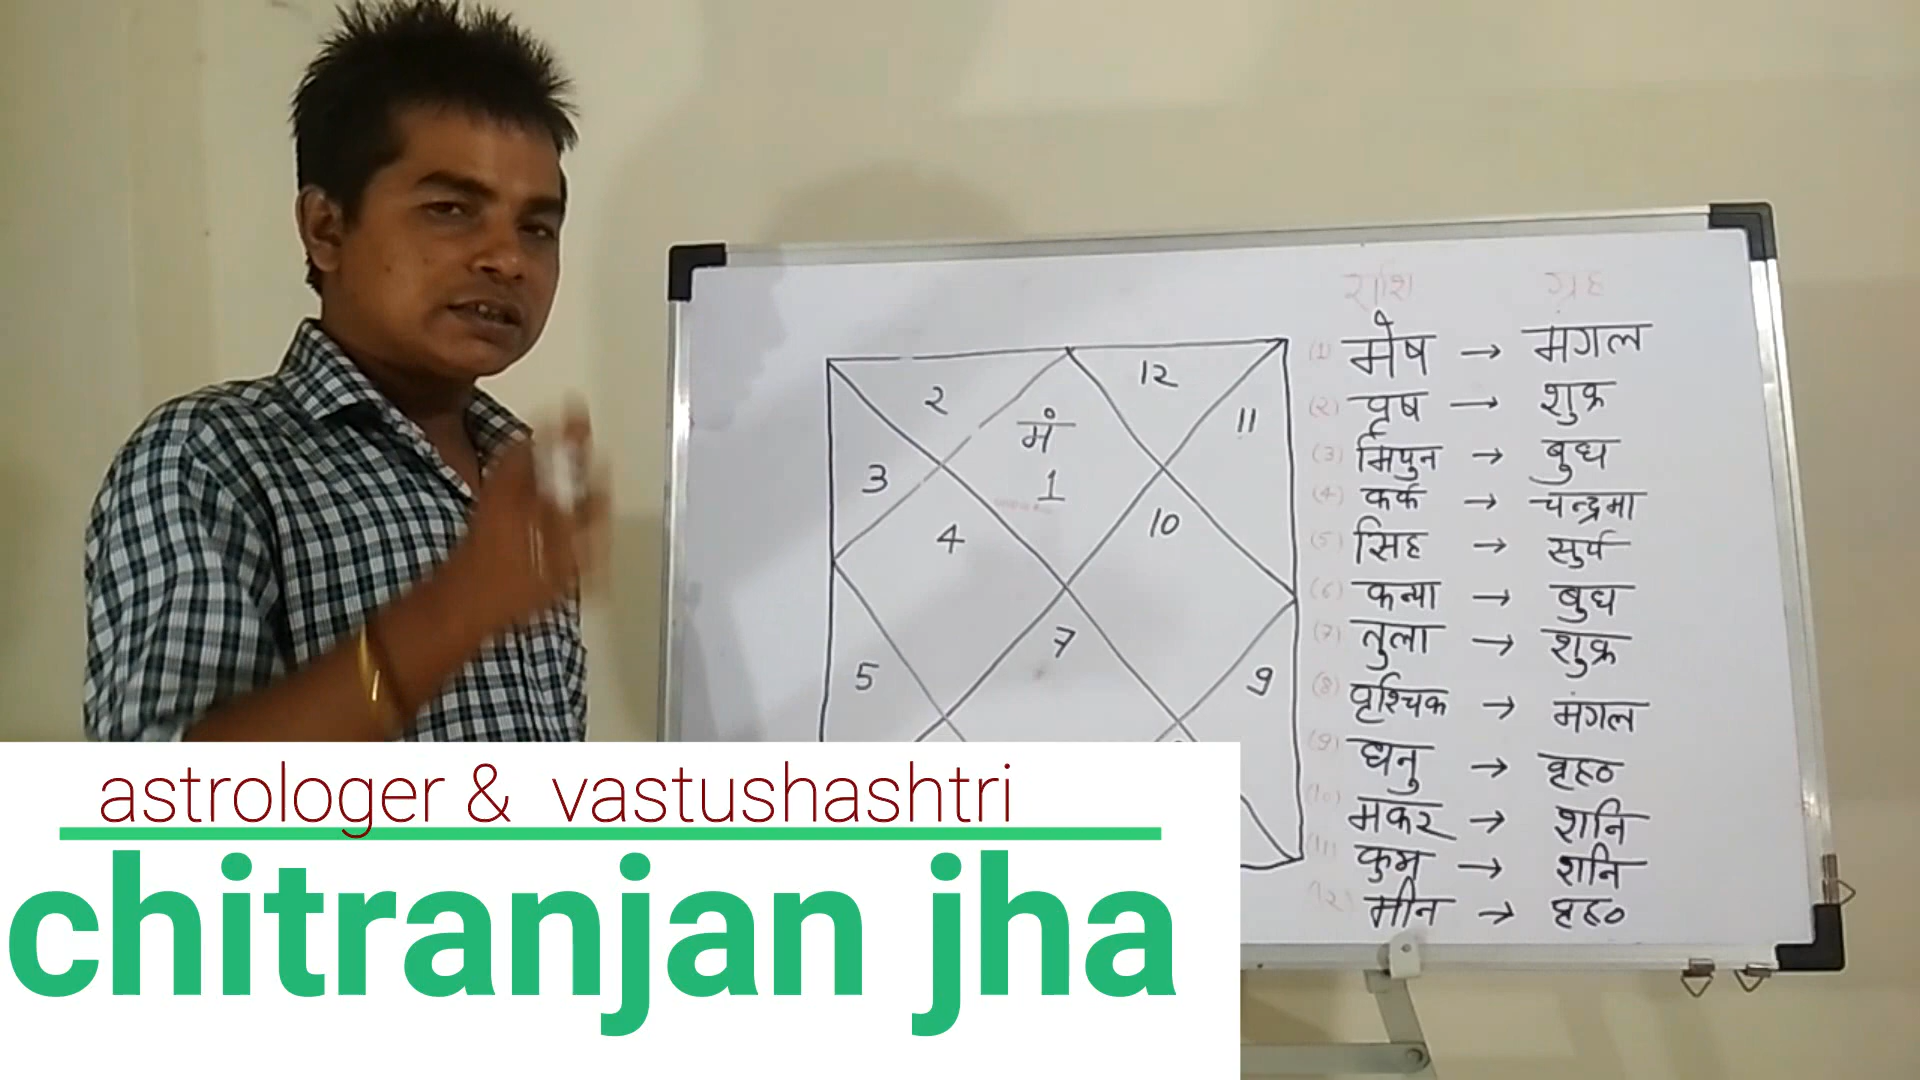 राशि ग्रह
(1) मेष → मंगल
(2) वृष → शुक्र
(3) मिथुन → बुध
(4) कर्क → चन्द्रमा
(5) सिंह → सुर्य
(6) कन्या → बुध
(7) तुला → शुक्र
(8) वृश्चिक → मंगल
(9) धनु → बृह०
(10) मकर → शनि
(11) कुम्भ → शनि
(12) मीन → बृह०
2 12
मं 11
3 1
4 10
7
5 9
astrologer & vastushashtri
chitranjan jha